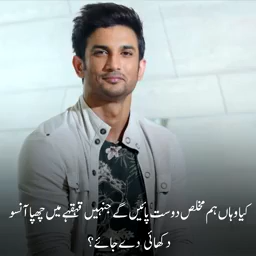 کیا وہاں ہم مخلص دوست پائیں گے جنہیں قہقہے میں چھپا آنسو
دکھائی دے جائے؟